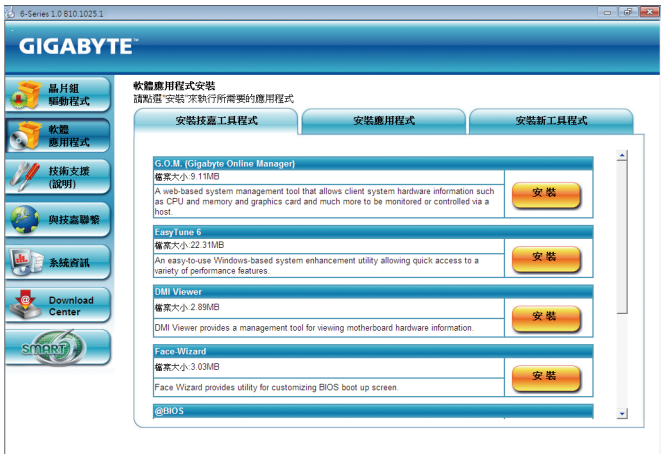 6-Series 1.0 B10.1025.1
GIGABYTE™
晶片組
驅動程式
軟體
應用程式
技術支援
(說明)
與技嘉聯繫
系統資訊
Download
Center
SMART
軟體應用程式安裝
請點選"安裝"來執行所需要的應用程式
安裝技嘉工具程式
安裝應用程式
安裝新工具程式
G.O.M. (Gigabyte Online Manager)
檔案大小:9.11MB
A web-based system management tool that allows client system hardware information such
as CPU and memory and graphics card and much more to be monitored or controlled via a
host.
安裝
EasyTune 6
檔案大小:22.31MB
An easy-to-use Windows-based system enhancement utility allowing quick access to a
variety of performance features.
安裝
DMI Viewer
檔案大小:2.89MB
DMI Viewer provides a management tool for viewing motherboard hardware information.
安裝
Face-Wizard
檔案大小:3.03MB
Face Wizard provides utility for customizing BIOS boot up screen.
安裝
@BIOS